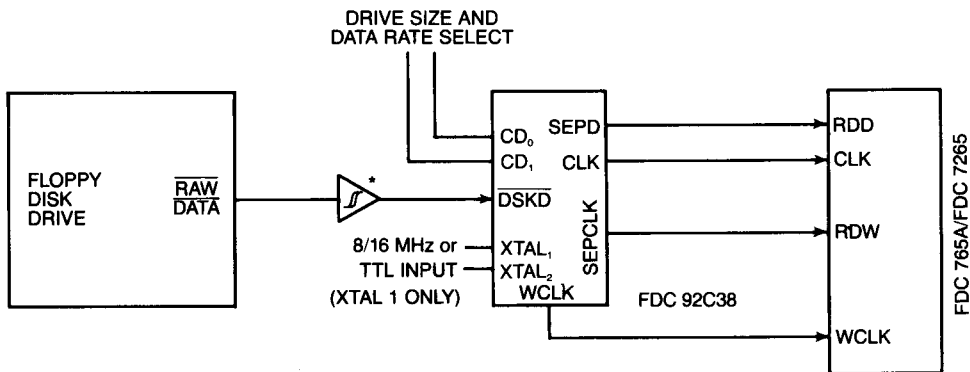 DRIVE SIZE AND
DATA RATE SELECT
FLOPPY
DISK
DRIVE
RAW
DATA
*
8/16 MHz or
TTL INPUT
(XTAL 1 ONLY)
CD₀
CD₁
DSKD
XTAL₁
XTAL₂
WCLK
SEPD
CLK
SEPCLK
FDC 92C38
RDD
CLK
RDW
WCLK
FDC 765A/FDC 7265